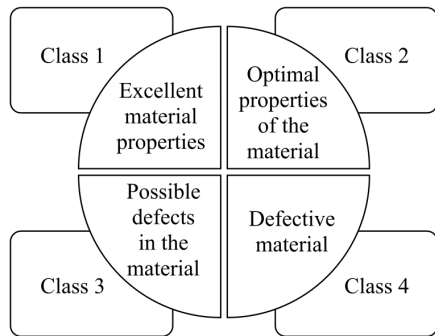 Class 1
Class 2
Excellent
material
properties
Optimal
properties
of the
material
Possible
defects
in the
material
Defective
material
Class 3
Class 4